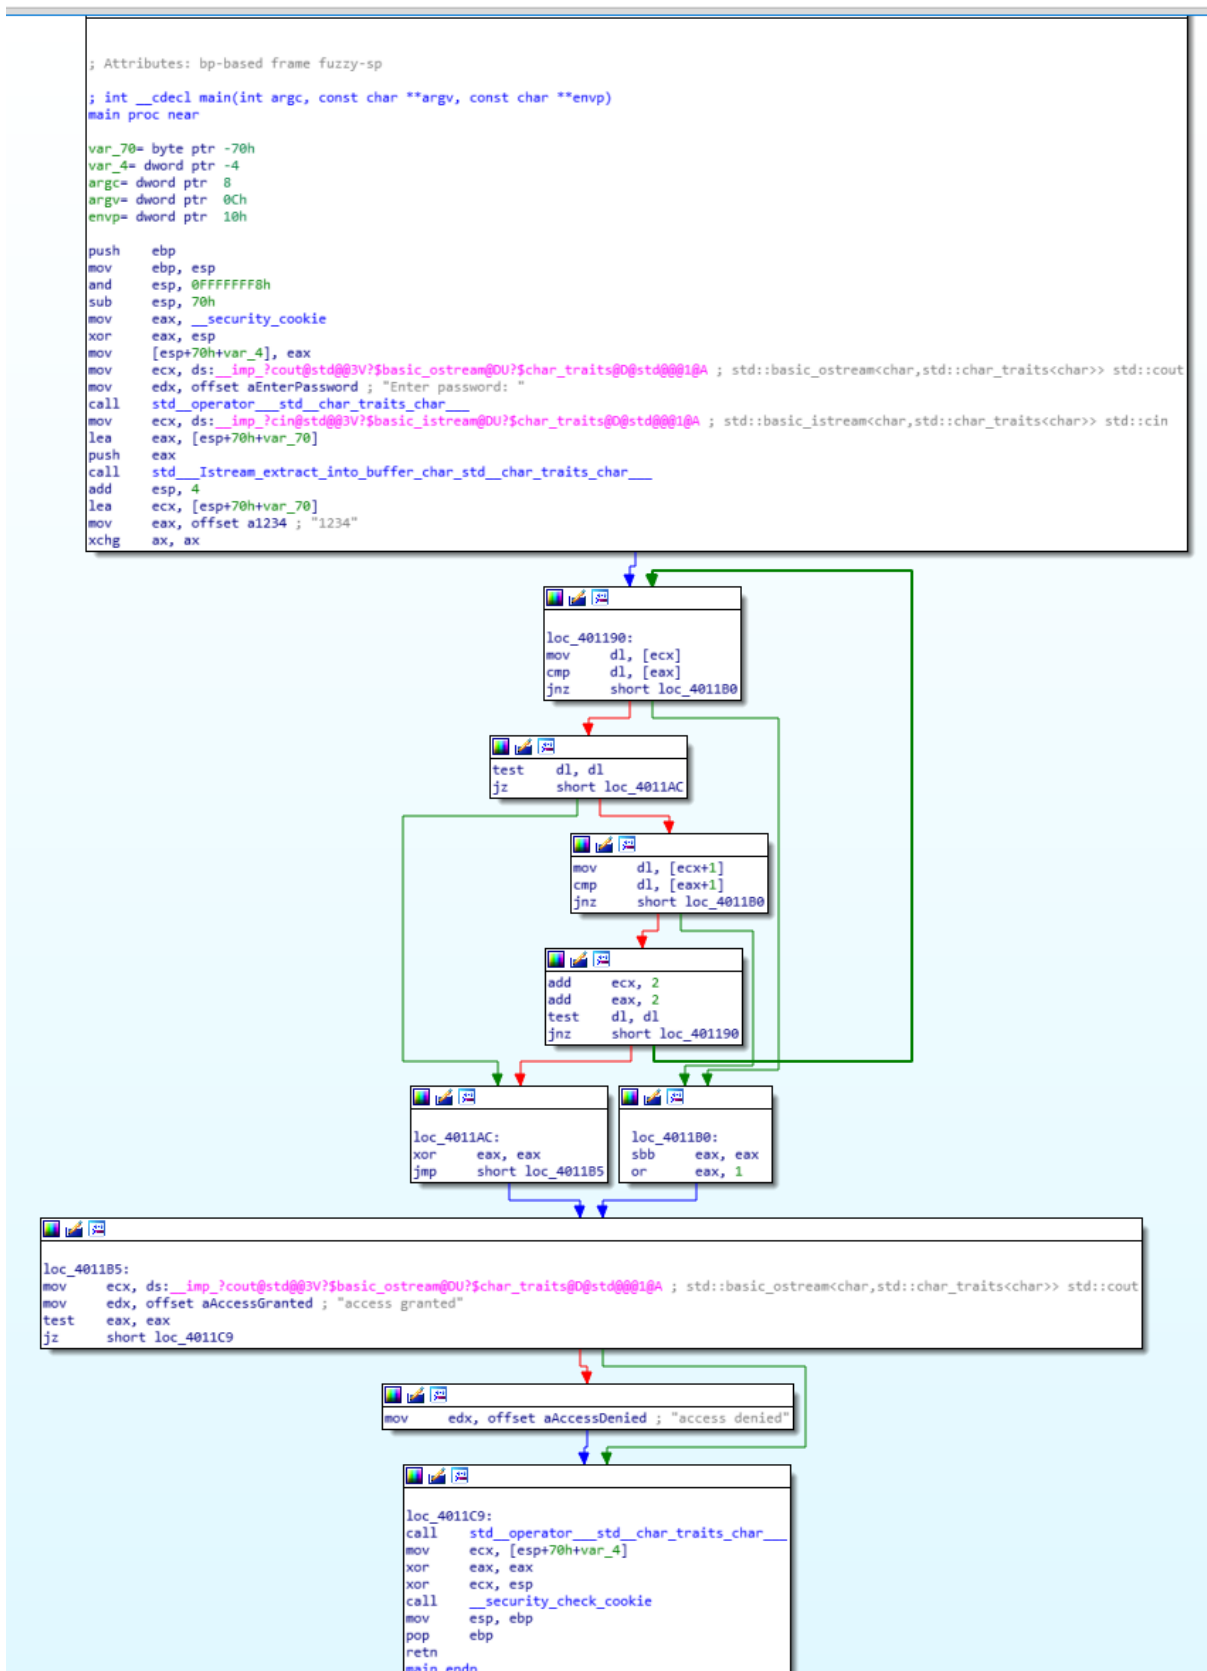 ; Attributes: bp-based frame fuzzy-sp
; int __cdecl main(int argc, const char **argv, const char **envp)
main proc near
var_70= byte ptr -70h
var_4= dword ptr -4
argc= dword ptr  8
argv= dword ptr  0Ch
envp= dword ptr  10h
push    ebp
mov     ebp, esp
and     esp, 0FFFFFFF8h
sub     esp, 70h
mov     eax, __security_cookie
xor     eax, esp
mov     [esp+70h+var_4], eax
mov     ecx, ds:__imp_?cout@std@@3V?$basic_ostream@DU?$char_traits@D@std@@@1@A ; std::basic_ostream<char,std::char_traits<char>> std::cout
mov     edx, offset aEnterPassword ; "Enter password: "
call    std__operator___std__char_traits_char___
mov     ecx, ds:__imp_?cin@std@@3V?$basic_istream@DU?$char_traits@D@std@@@1@A ; std::basic_istream<char,std::char_traits<char>> std::cin
lea     eax, [esp+70h+var_70]
push    eax
call    std___Istream_extract_into_buffer_char_std__char_traits_char___
add     esp, 4
lea     ecx, [esp+70h+var_70]
mov     eax, offset a1234 ; "1234"
xchg    ax, ax
loc_401190:
mov     dl, [ecx]
cmp     dl, [eax]
jnz     short loc_4011B0
test    dl, dl
jz      short loc_4011AC
mov     dl, [ecx+1]
cmp     dl, [eax+1]
jnz     short loc_4011B0
add     ecx, 2
add     eax, 2
test    dl, dl
jnz     short loc_401190
loc_4011AC:
xor     eax, eax
jmp     short loc_4011B5
loc_4011B0:
sbb     eax, eax
or      eax, 1
loc_4011B5:
mov     ecx, ds:__imp_?cout@std@@3V?$basic_ostream@DU?$char_traits@D@std@@@1@A ; std::basic_ostream<char,std::char_traits<char>> std::cout
mov     edx, offset aAccessGranted ; "access granted"
test    eax, eax
jz      short loc_4011C9
mov     edx, offset aAccessDenied ; "access denied"
loc_4011C9:
call    std__operator___std__char_traits_char___
mov     ecx, [esp+70h+var_4]
xor     eax, eax
xor     ecx, esp
call    __security_check_cookie
mov     esp, ebp
pop     ebp
retn
main endp